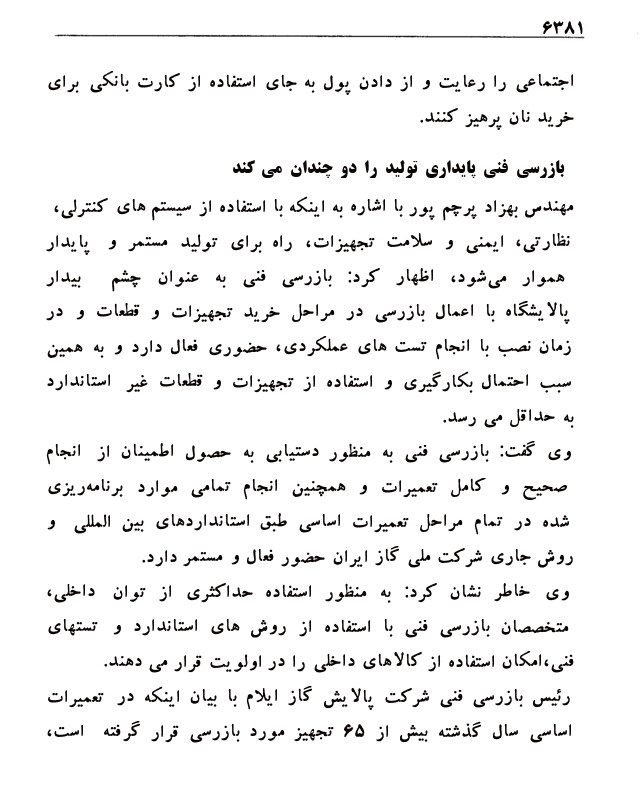 ۶۳۸۱
اجتماعی را رعایت و از دادن پول به جای استفاده از کارت بانکی برای
خرید نان پرهیز کنند.
بازرسی فنی پایداری تولید را دو چندان می کند
مهندس بهزاد پرچم پور با اشاره به اینکه با استفاده از سیستم های کنترلی،
نظارتی، ایمنی و سلامت تجهیزات، راه برای تولید مستمر و پایدار
هموار می‌شود، اظهار کرد: بازرسی فنی به عنوان چشم بیدار
پالایشگاه با اعمال بازرسی در مراحل خرید تجهیزات و قطعات و در
زمان نصب با انجام تست های عملکردی، حضوری فعال دارد و به همین
سبب احتمال بکارگیری و استفاده از تجهیزات و قطعات غیر استاندارد
به حداقل می رسد.
وی گفت: بازرسی فنی به منظور دستیابی به حصول اطمینان از انجام
صحیح و کامل تعمیرات و همچنین انجام تمامی موارد برنامه‌ریزی
شده در تمام مراحل تعمیرات اساسی طبق استانداردهای بین المللی و
روش جاری شرکت ملی گاز ایران حضور فعال و مستمر دارد.
وی خاطر نشان کرد: به منظور استفاده حداکثری از توان داخلی،
متخصصان بازرسی فنی با استفاده از روش های استاندارد و تستهای
فنی،امکان استفاده از کالاهای داخلی را در اولویت قرار می دهند.
رئیس بازرسی فنی شرکت پالایش گاز ایلام با بیان اینکه در تعمیرات
اساسی سال گذشته بیش از ۶۵ تجهیز مورد بازرسی قرار گرفته است،